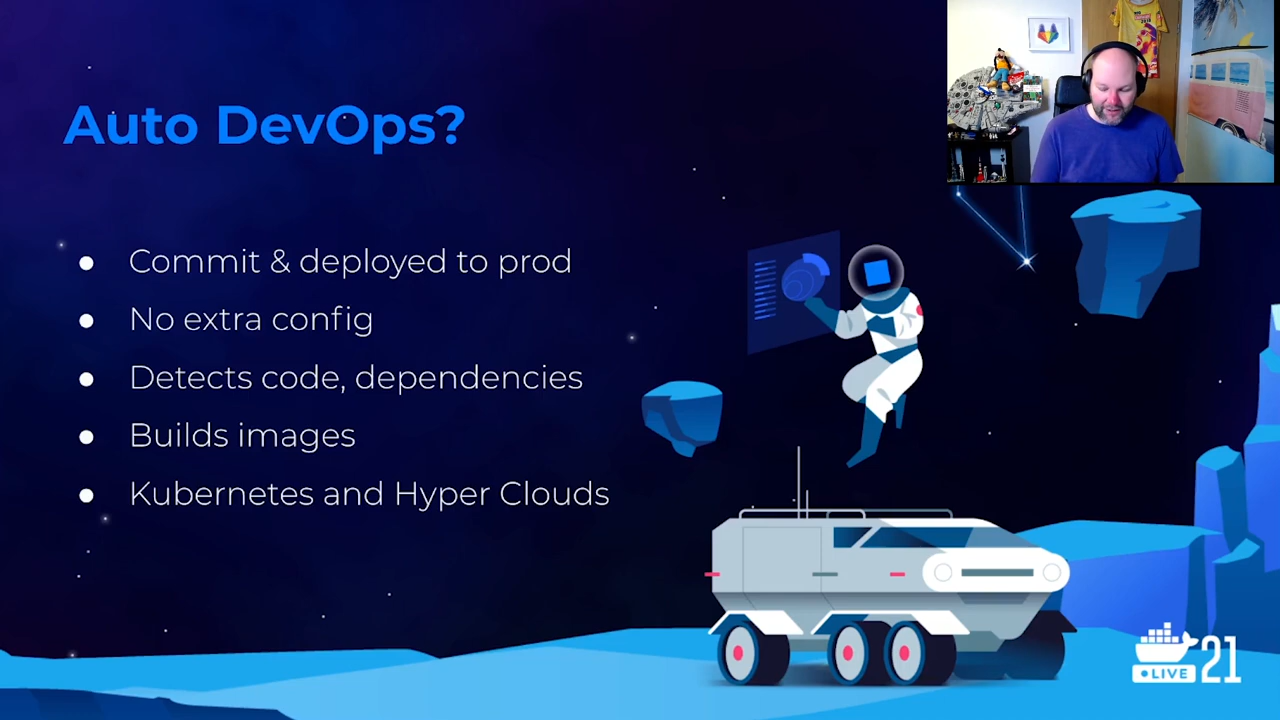 Auto DevOps?
● Commit & deployed to prod
● No extra config
● Detects code, dependencies
● Builds images
● Kubernetes and Hyper Clouds
LIVE 21